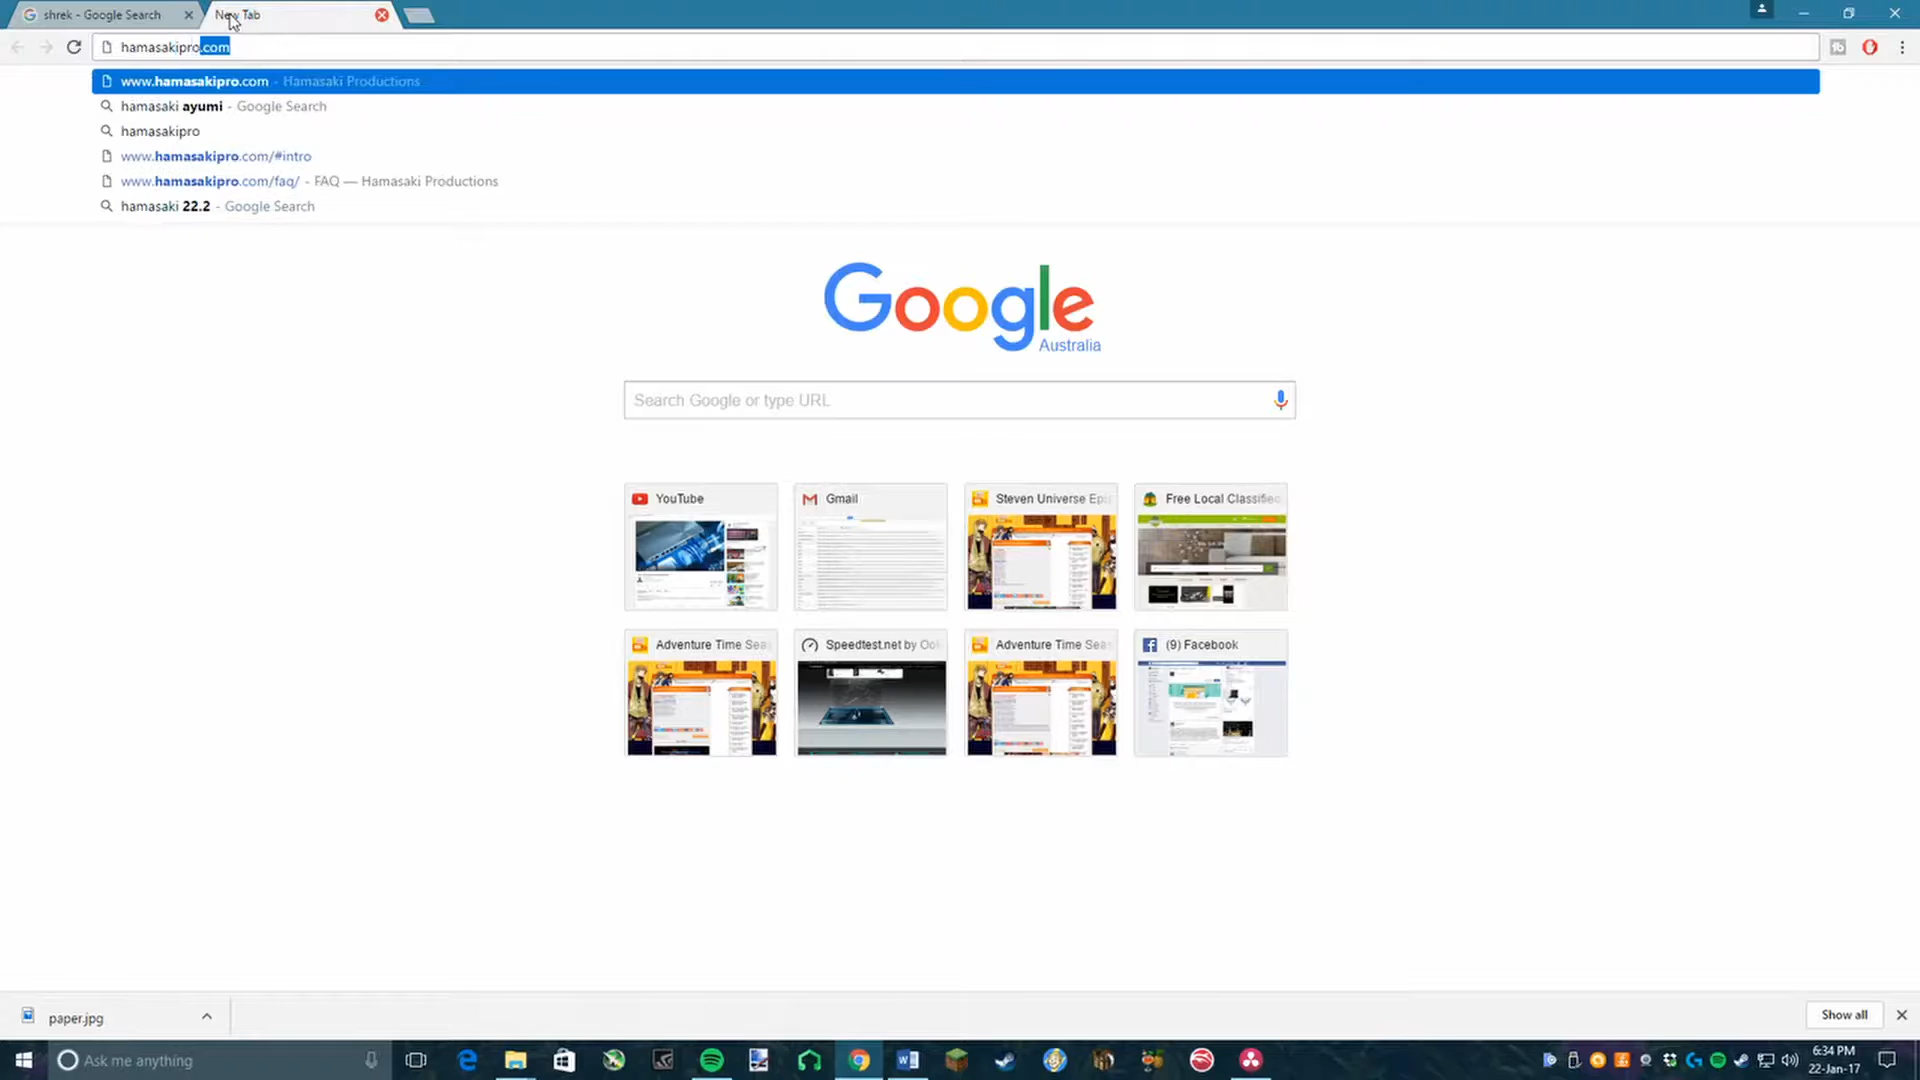 shrek - Google Search
New Tab
hamasakipro.com
www.hamasakipro.com - Hamasaki Productions
hamasaki ayumi - Google Search
hamasakipro
www.hamasakipro.com/#intro
www.hamasakipro.com/faq/ - FAQ — Hamasaki Productions
hamasaki 22.2 - Google Search
Google
Australia
Search Google or type URL
YouTube
Gmail
Steven Universe Epi
Free Local Classified
Adventure Time Sea
Speedtest.net by Ook
Adventure Time Sea
(9) Facebook
paper.jpg
Show all
Ask me anything
6:34 PM
22-Jan-17